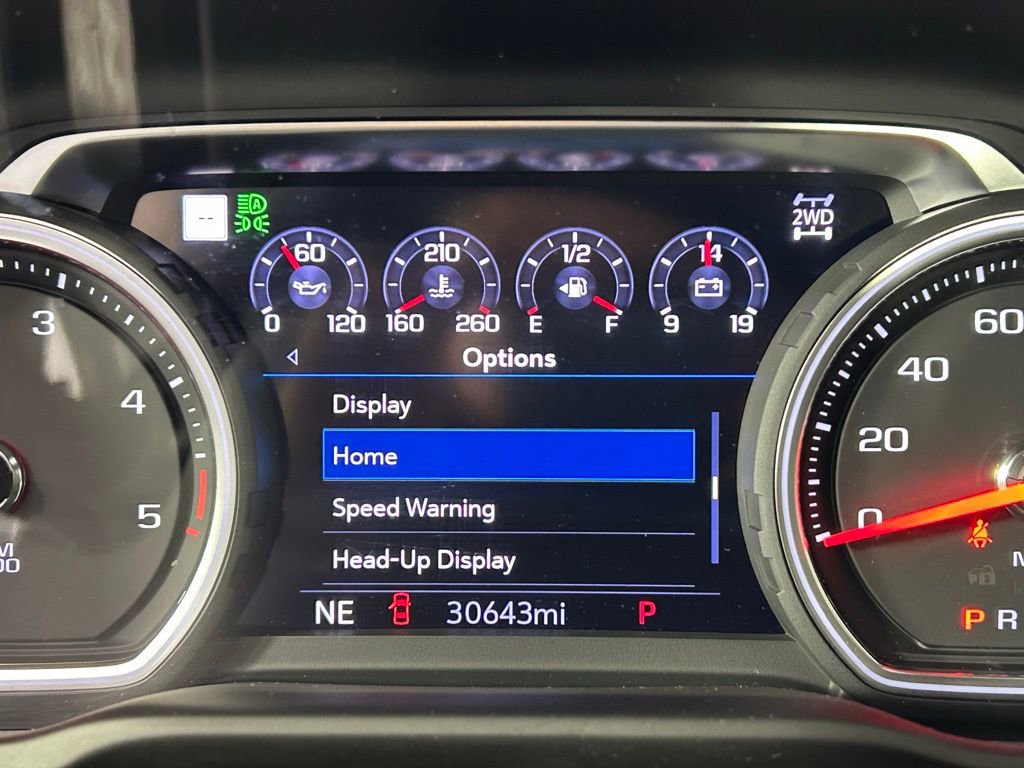 --
A
2WD
60
210
1/2
14
0 120
160 260
E F
9 19
Options
Display
Home
Speed Warning
Head-Up Display
NE 30643mi P
3
4
5
60
40
20
0
P R